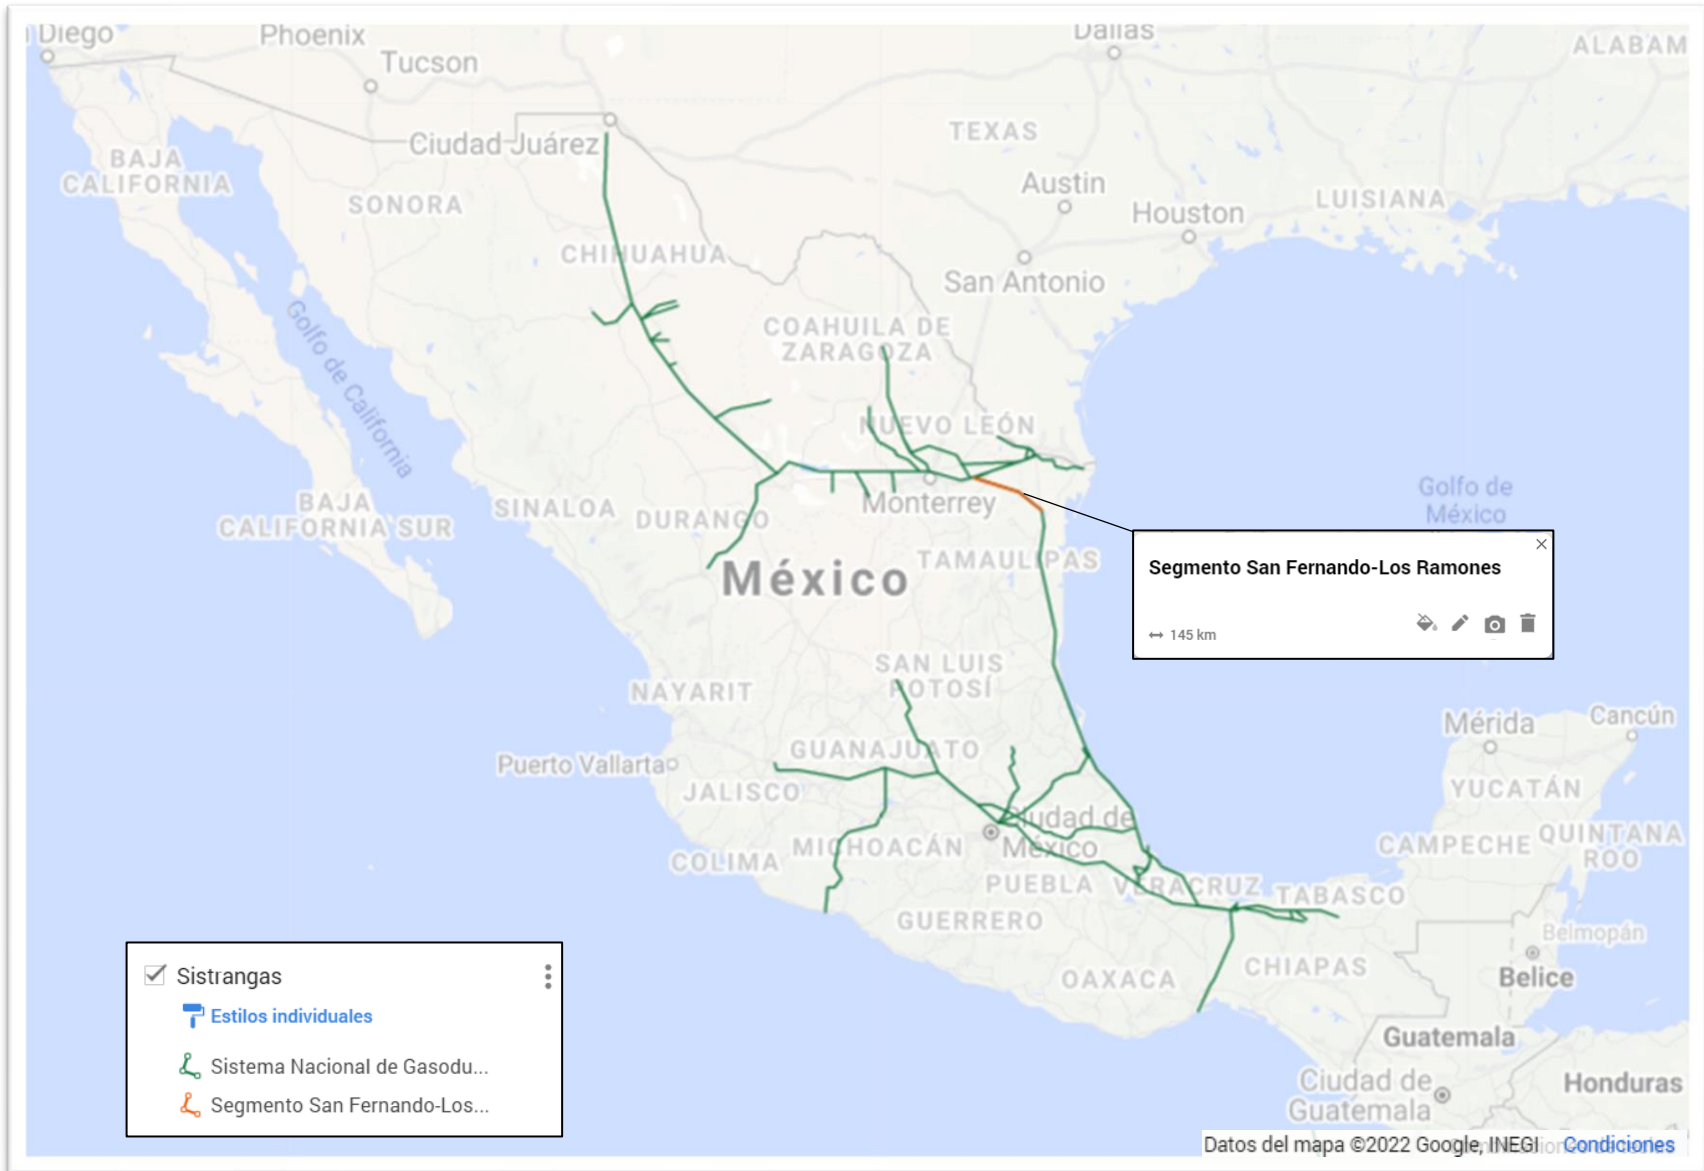 Diego
Phoenix
Tucson
Dallas
ALABAM
Ciudad Juárez
TEXAS
BAJA
CALIFORNIA
SONORA
Austin
Houston
LUISIANA
CHIHUAHUA
San Antonio
Golfo de California
COAHUILA DE
ZARAGOZA
NUEVO LEÓN
BAJA
CALIFORNIA SUR
SINALOA
DURANGO
Monterrey
Golfo de
México
TAMAULIPAS
México
Segmento San Fernando-Los Ramones
145 km
SAN LUIS
POTOSÍ
NAYARIT
Mérida
Cancún
GUANAJUATO
Puerto Vallarta
JALISCO
YUCATÁN
Ciudad de
México
MICHOACÁN
COLIMA
CAMPECHE
QUINTANA
ROO
PUEBLA
VERACRUZ
TABASCO
GUERRERO
Belmopán
OAXACA
CHIAPAS
Belice
Sistrangas
Estilos individuales
Sistema Nacional de Gasodu...
Segmento San Fernando-Los...
Guatemala
Ciudad de
Guatemala
Honduras
Datos del mapa ©2022 Google, INEGI
Condiciones